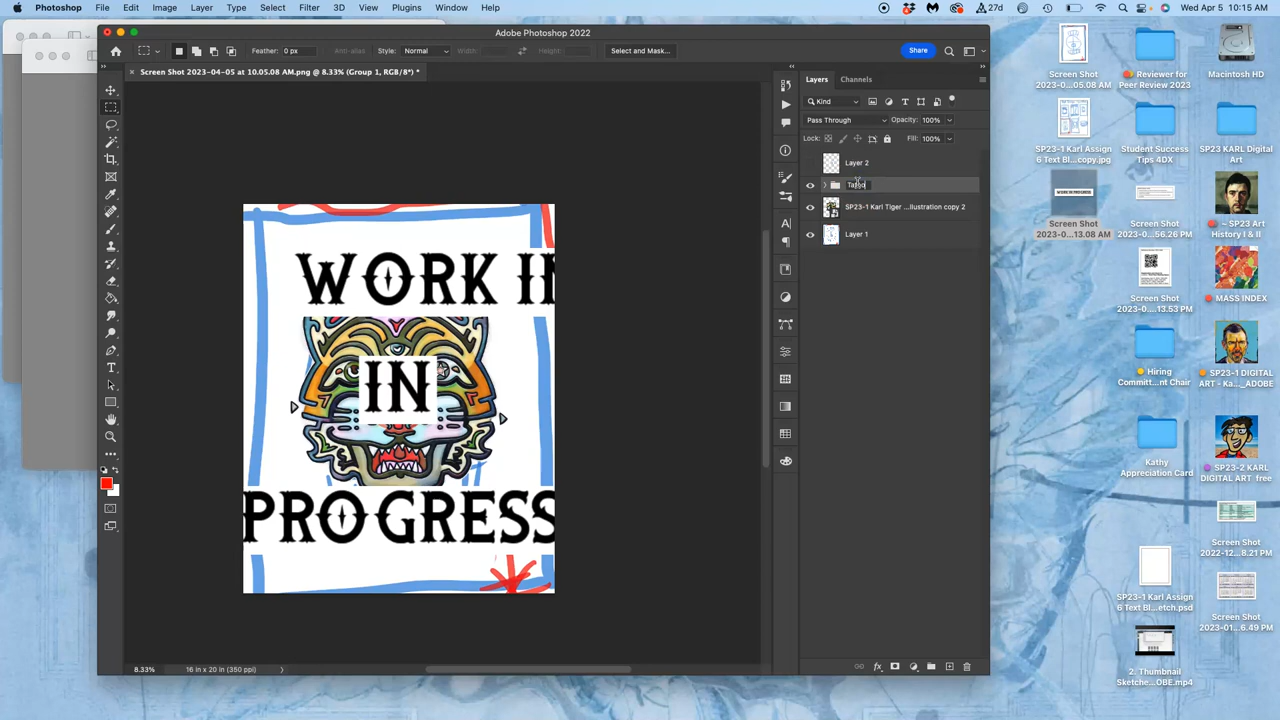 Photoshop File Edit Image Layer Type Select Filter 3D View Plugins Window Help
27d
Wed Apr 5 10:15 AM
Adobe Photoshop 2022
Feather: 0 px Anti-alias Style: Normal Width: Height: Select and Mask... Share
Screen Shot 2023-04-05 at 10.05.08 AM.png @ 8.33% (Group 1, RGB/8*) *
WORK IN
IN
PROGRESS
8.33% 16 in x 20 in (350 ppi)
Layers Channels
Kind
Pass Through Opacity: 100%
Lock: Fill: 100%
Layer 2
SP23-1 Karl Tiger ...llustration copy 2
Layer 1
Screen Shot
2023-0...05.08 AM
Reviewer for
Peer Review 2023
Macintosh HD
SP23-1 Karl Assign
6 Text Bl...copy.jpg
Student Success
Tips 4DX
SP23 KARL Digital
Art
WORK IN PROGRESS
Screen Shot
2023-0...13.08 AM
Screen Shot
2023-0...56.26 PM
~ SP23 Art
History I & II
Screen Shot
2023-0....13.53 PM
MASS INDEX
Hiring
Committ...nt Chair
SP23-1 DIGITAL
ART - Ka..._ADOBE
Kathy
Appreciation Card
SP23-2 KARL
DIGITAL ART free
Screen Shot
2022-12...8.21 PM
SP23-1 Karl Assign
6 Text Bl...etch.psd
Screen Shot
2023-01...6.49 PM
2. Thumbnail
Sketche...OBE.mp4